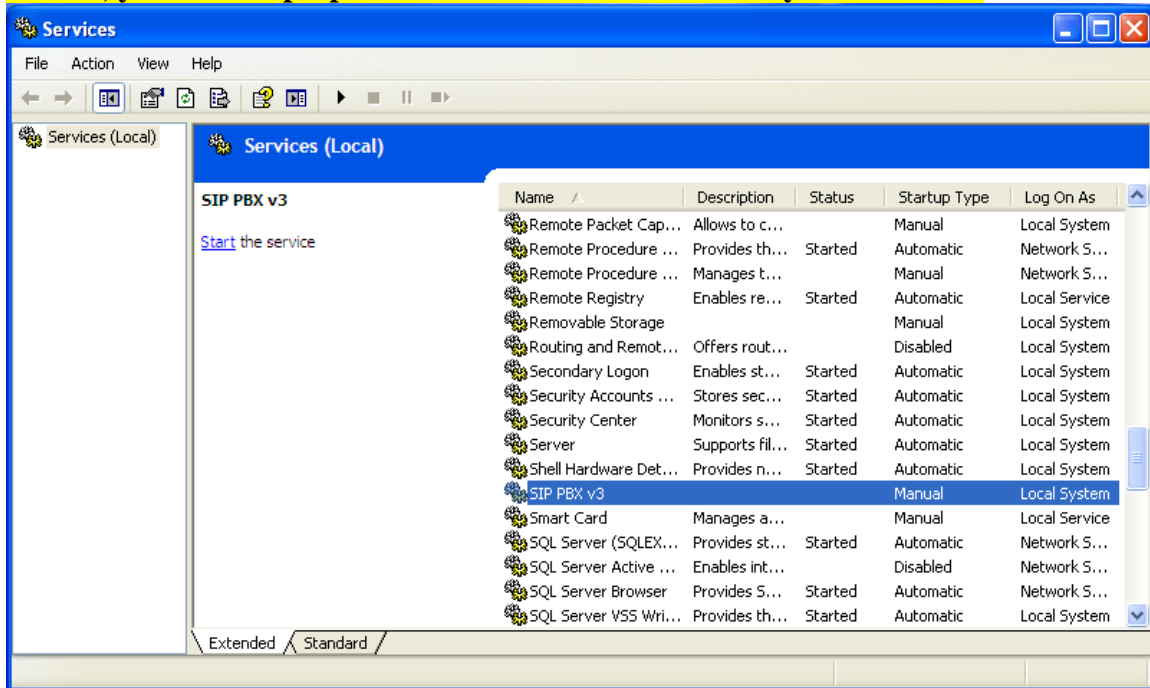 Services
File Action View Help
Services (Local)
Services (Local)
SIP PBX v3
Start the service
Name Description Status Startup Type Log On As
Remote Packet Cap... Allows to c... Manual Local System
Remote Procedure ... Provides th... Started Automatic Network S...
Remote Procedure ... Manages t... Manual Network S...
Remote Registry Enables re... Started Automatic Local Service
Removable Storage Manual Local System
Routing and Remot... Offers rout... Disabled Local System
Secondary Logon Enables st... Started Automatic Local System
Security Accounts ... Stores sec... Started Automatic Local System
Security Center Monitors s... Started Automatic Local System
Server Supports fil... Started Automatic Local System
Shell Hardware Det... Provides n... Started Automatic Local System
SIP PBX v3 Manual Local System
Smart Card Manages a... Manual Local Service
SQL Server (SQLEX... Provides st... Started Automatic Network S...
SQL Server Active ... Enables int... Disabled Network S...
SQL Server Browser Provides S... Started Automatic Network S...
SQL Server VSS Wri... Provides th... Started Automatic Local System
Extended Standard